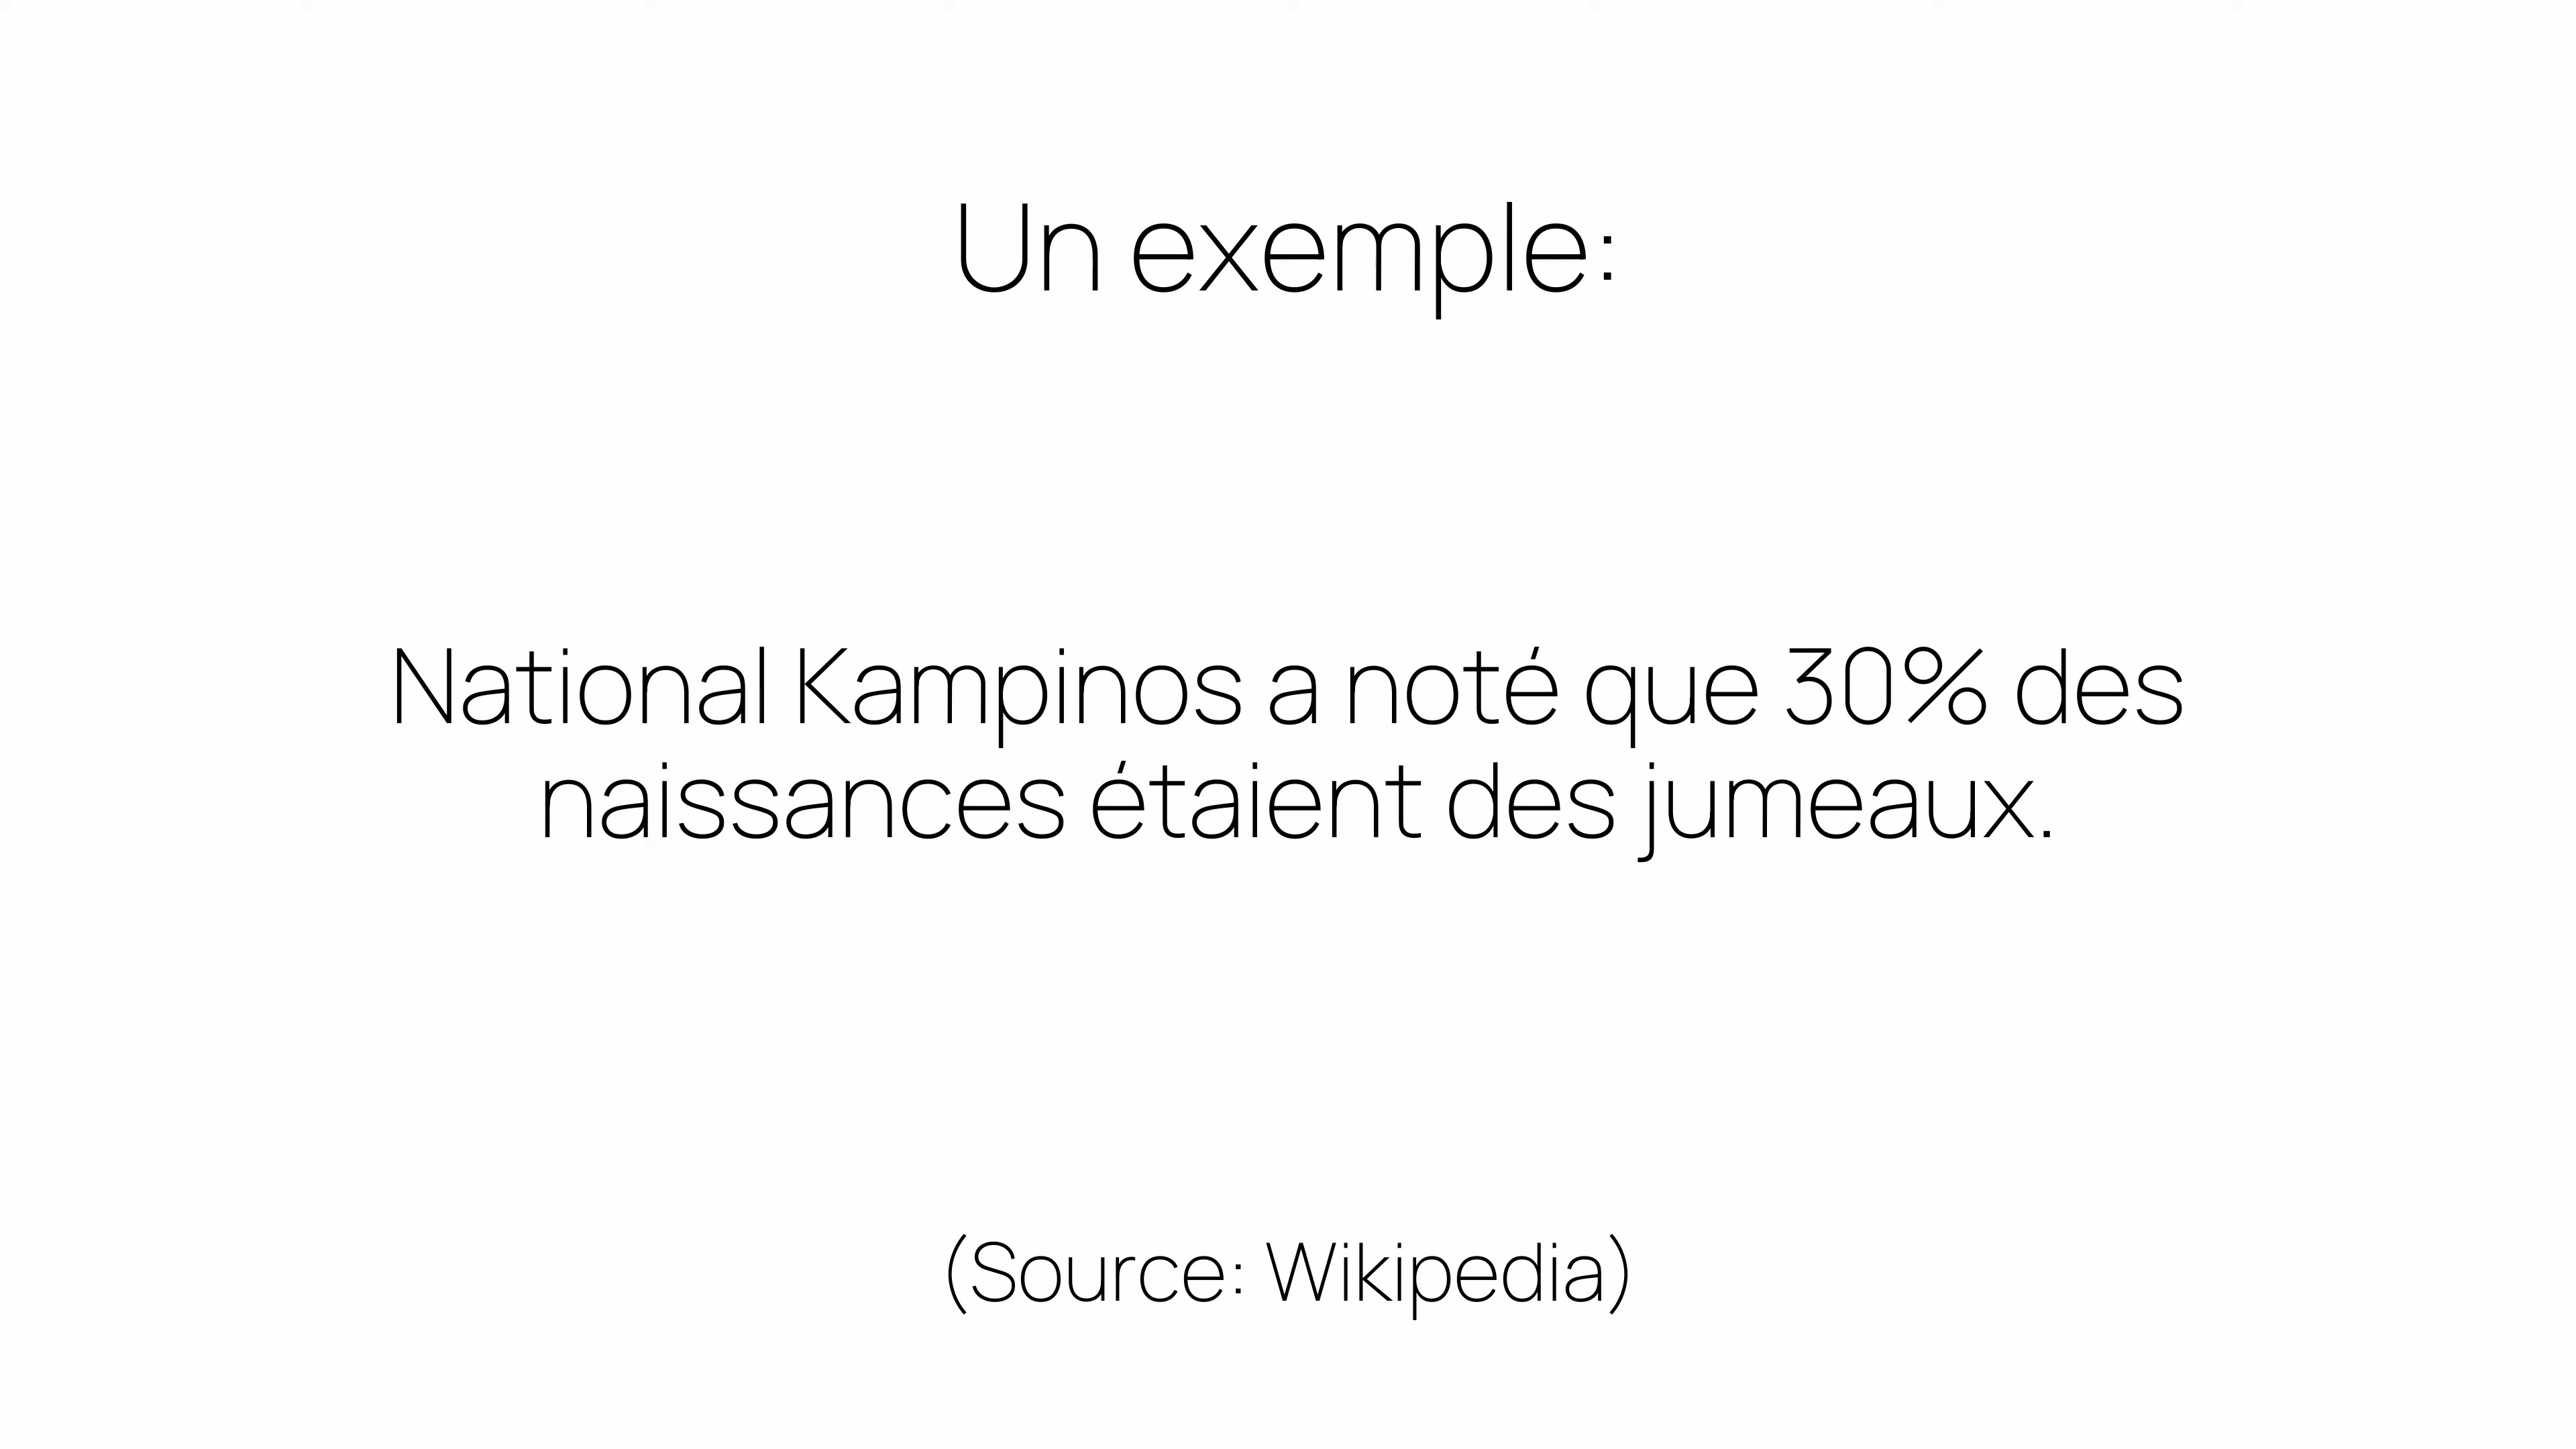 Un exemple:
National Kampinos a noté que 30% des
naissances étaient des jumeaux.
(Source: Wikipedia)